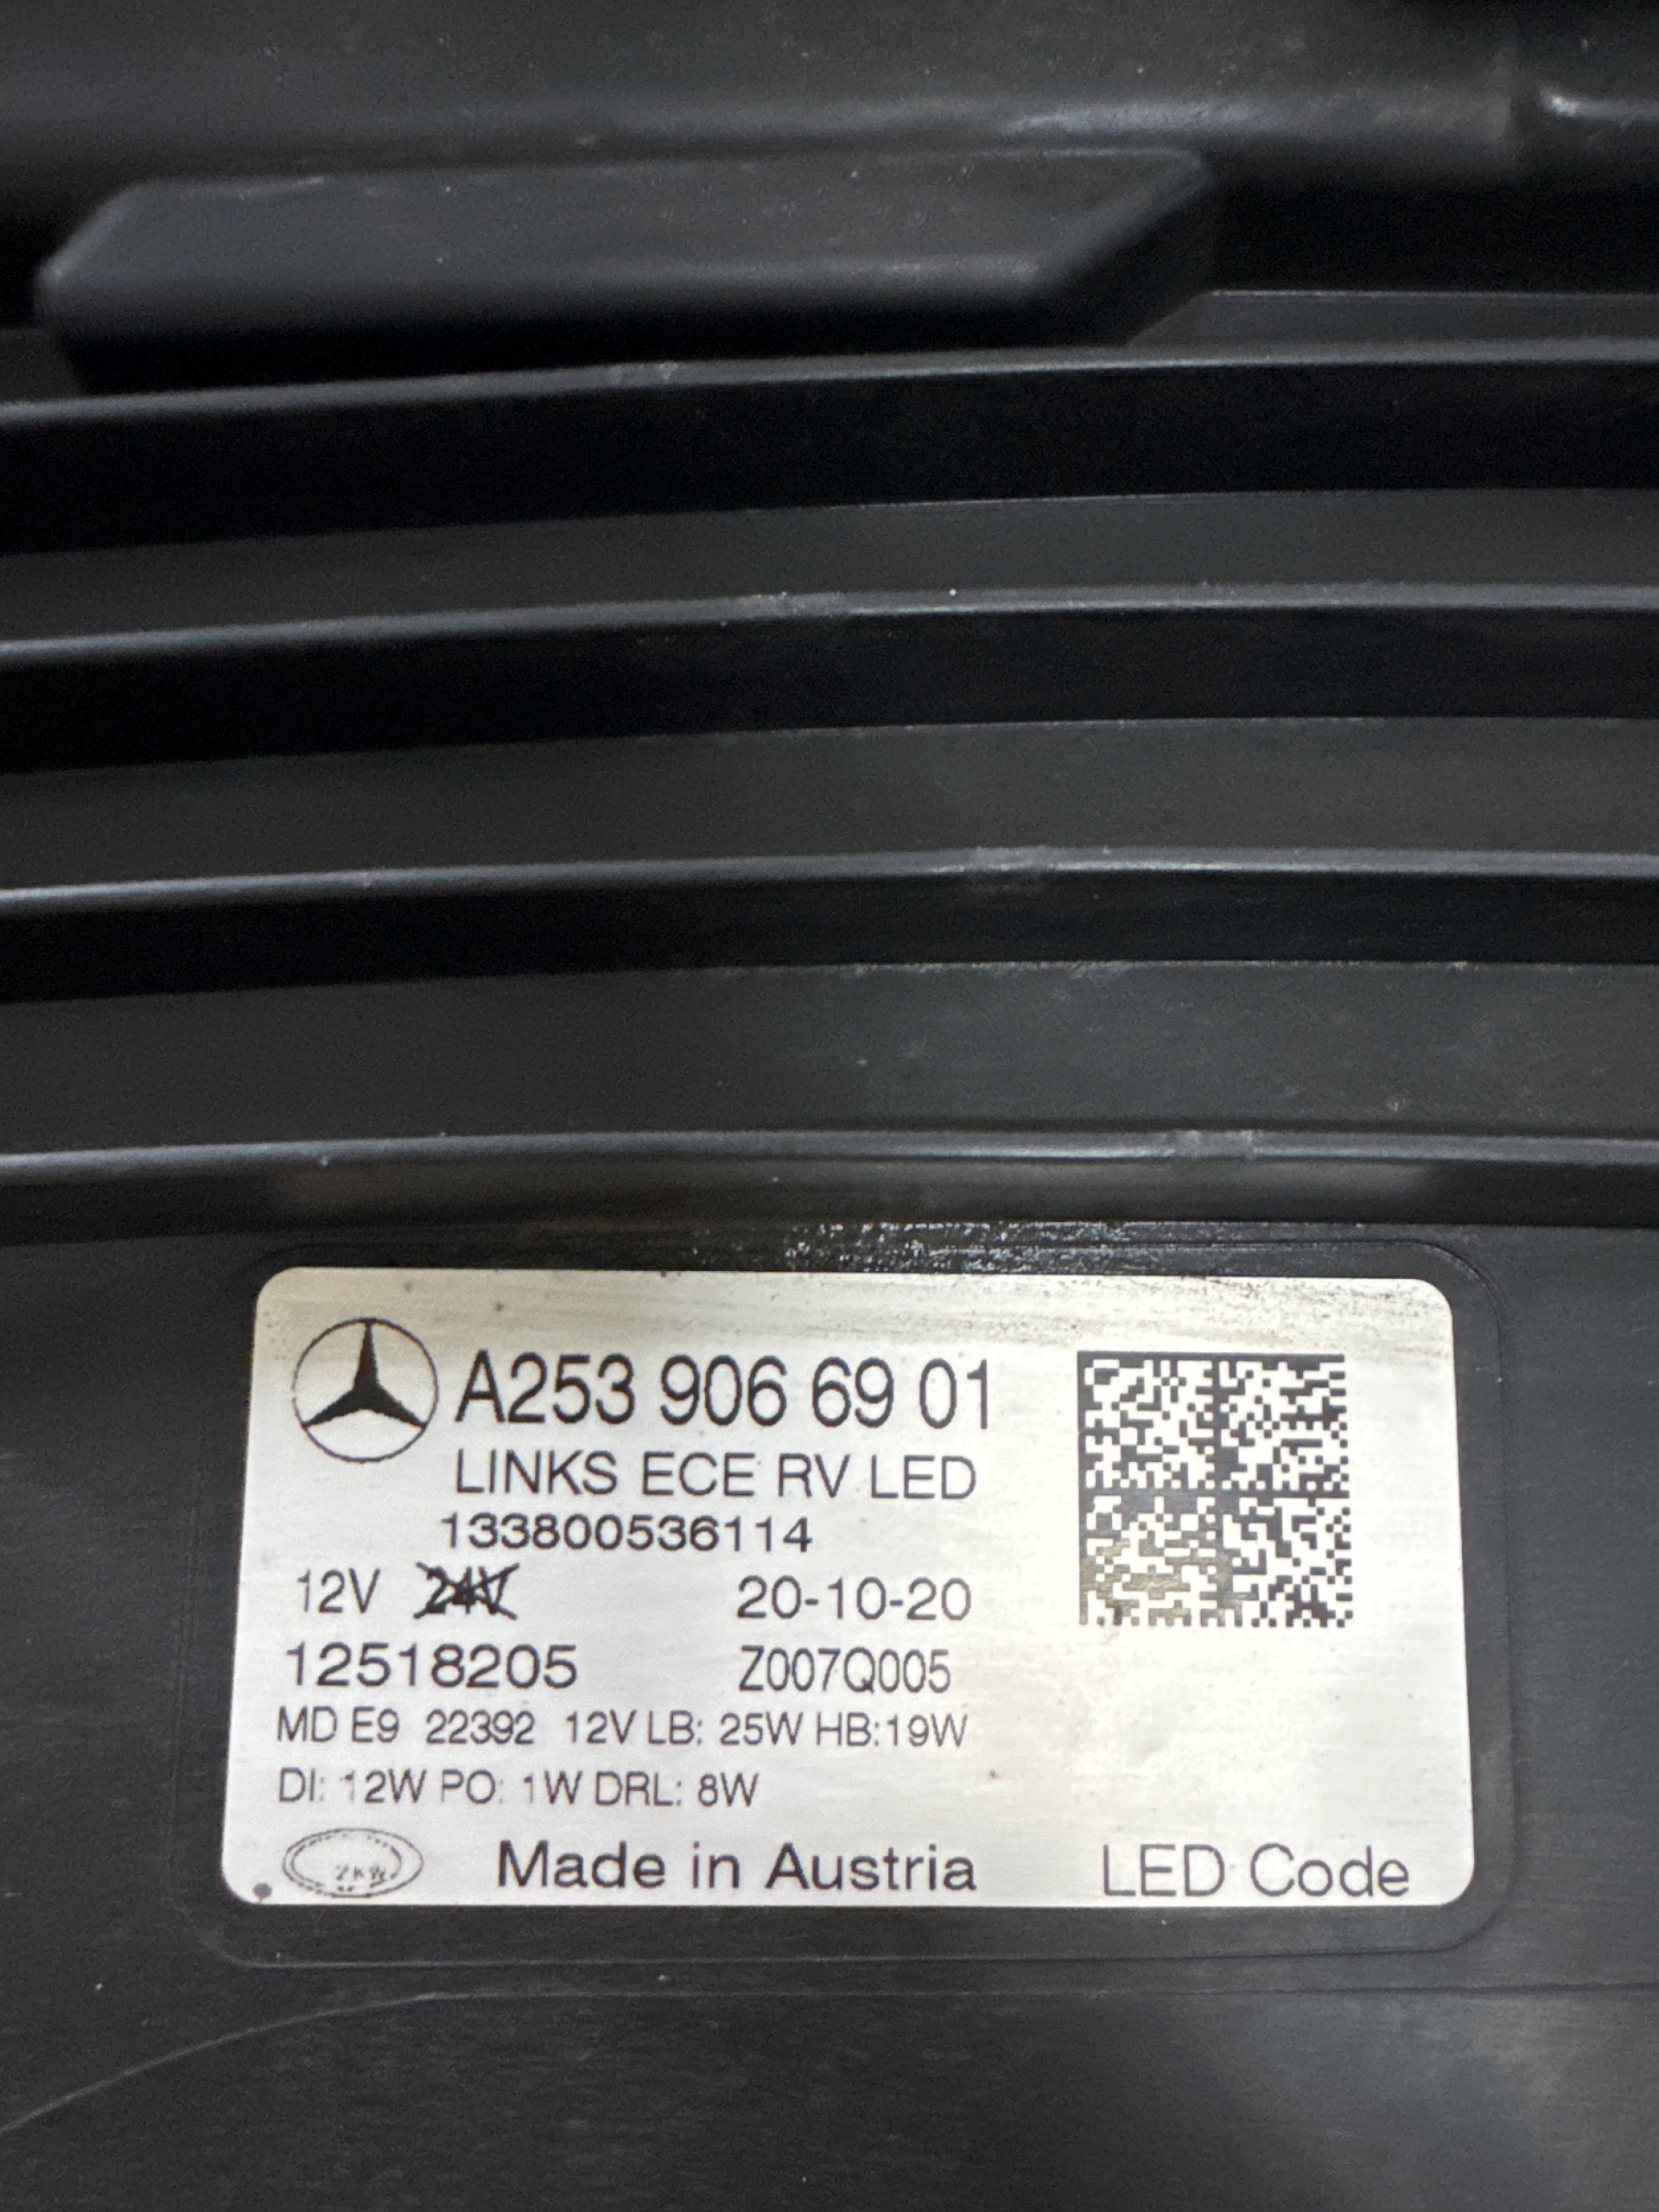 A253 906 69 01
LINKS ECE RV LED
133800536114
12V 24V 20-10-20
12518205 Z007Q005
MD E9 22392 12V LB: 25W HB:19W
DI: 12W PO: 1W DRL: 8W
ZKW Made in Austria LED Code